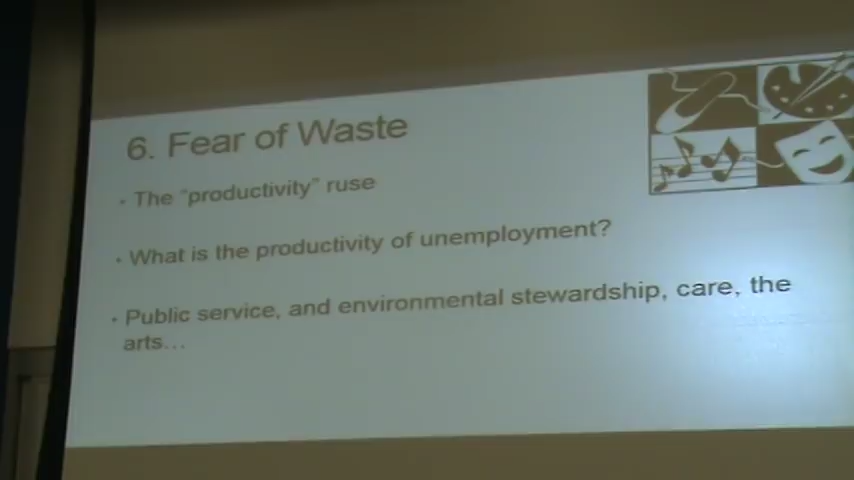 6. Fear of Waste
• The "productivity" ruse
• What is the productivity of unemployment?
• Public service, and environmental stewardship, care, the
arts...